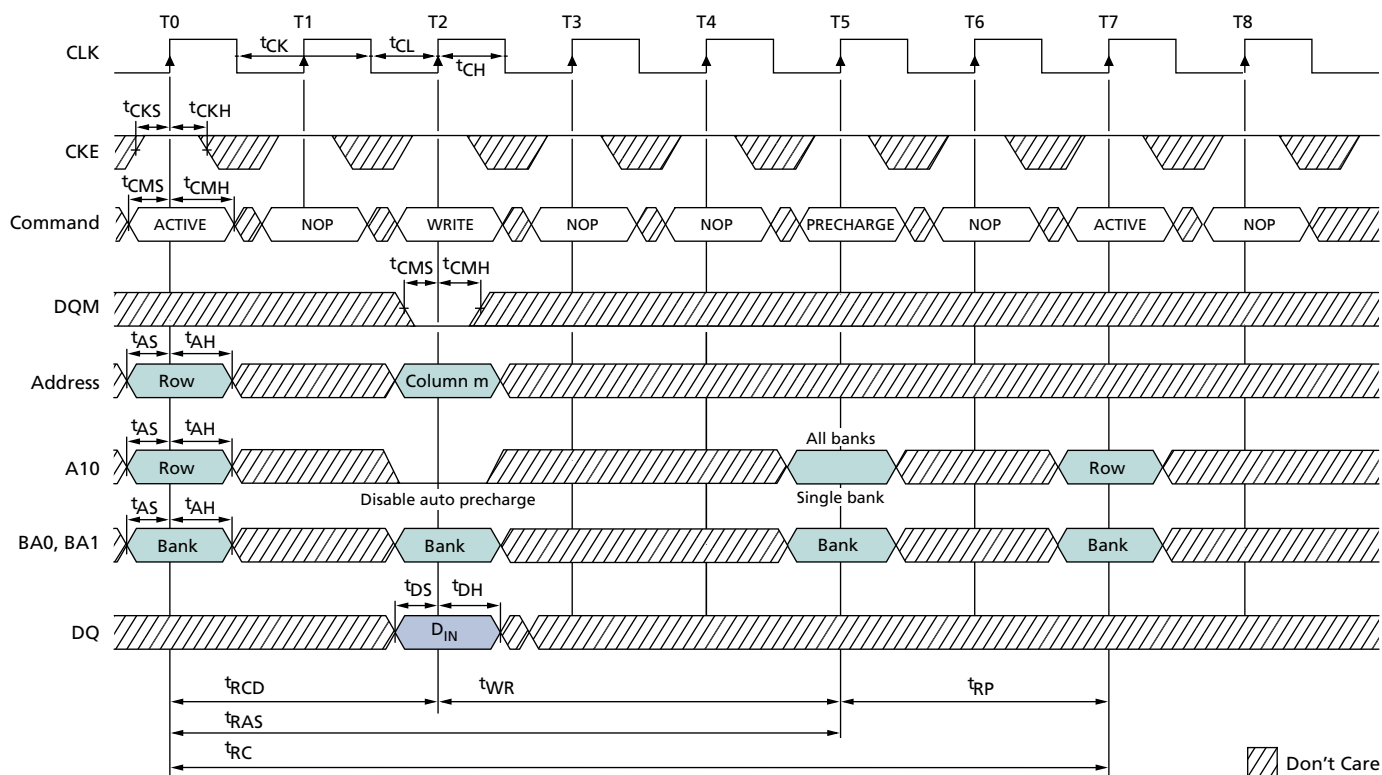 T0 T1 T2 T3 T4 T5 T6 T7 T8
CLK
tCK tCL
tCH
tCKS tCKH
CKE
tCMS tCMH
Command ACTIVE NOP WRITE NOP NOP PRECHARGE NOP ACTIVE NOP
tCMS tCMH
DQM
tAS tAH
Address Row Column m
tAS tAH All banks
A10 Row Row
Disable auto precharge Single bank
tAS tAH
BA0, BA1 Bank Bank Bank Bank
tDS tDH
DQ DIN
tRCD tWR tRP
tRAS
tRC
Don't Care